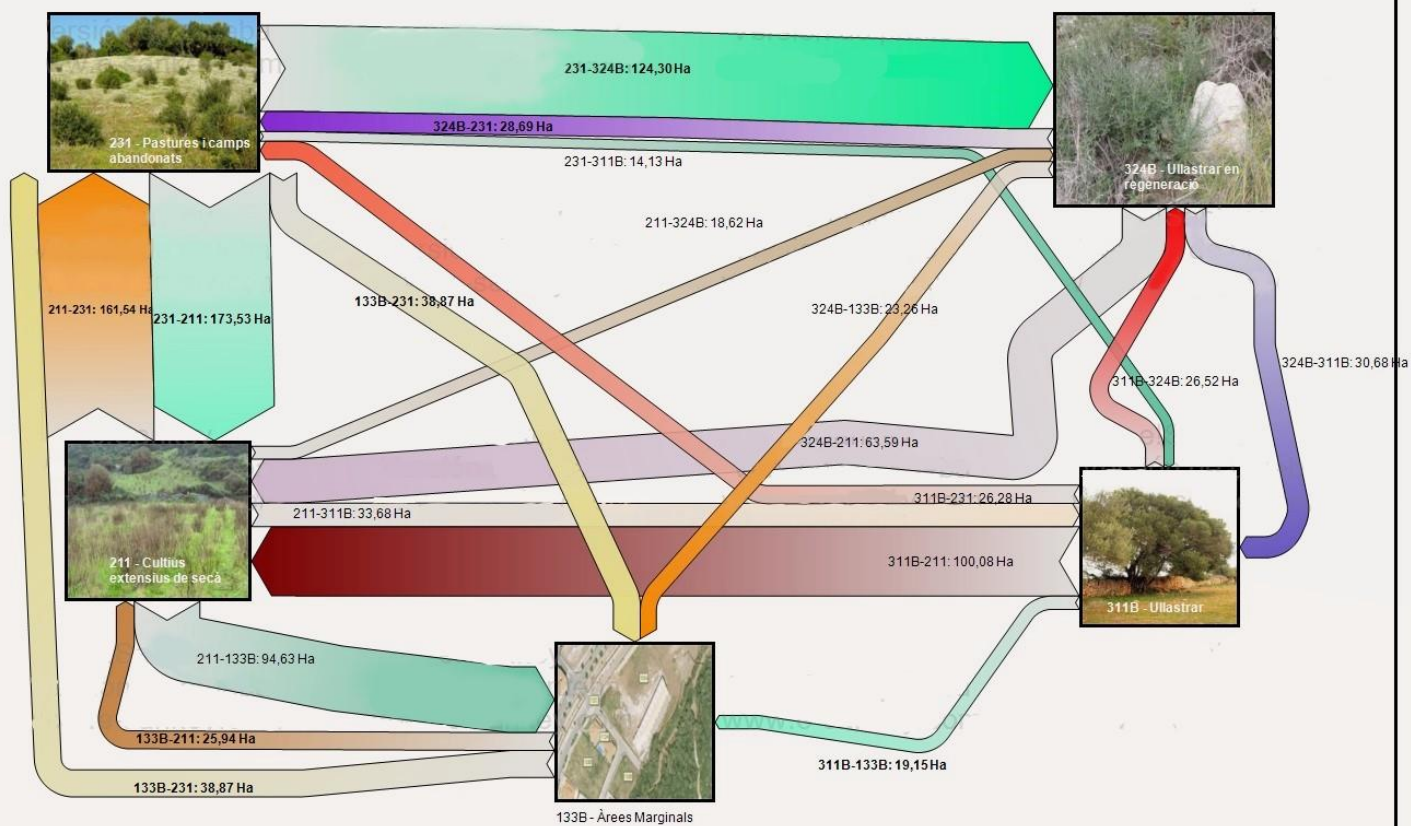 231 - Pastures i camps
abandonats
231-324B: 124,30 Ha
324B-231: 28,69 Ha
231-311B: 14,13 Ha
324B - Ullastrar en
regeneració
211-324B: 18,62 Ha
211-231: 161,54 Ha
231-211: 173,53 Ha
133B-231: 38,87 Ha
324B-133B: 23,26 Ha
324B-311B: 30,68 Ha
311B-324B: 26,52 Ha
324B-211: 63,59 Ha
311B-231: 26,28 Ha
211-311B: 33,68 Ha
311B-211: 100,08 Ha
211 - Cultius
extensius de secà
311B - Ullastrar
211-133B: 94,63 Ha
133B-211: 25,94 Ha
311B-133B: 19,15 Ha
133B-231: 38,87 Ha
133B - Àrees Marginals